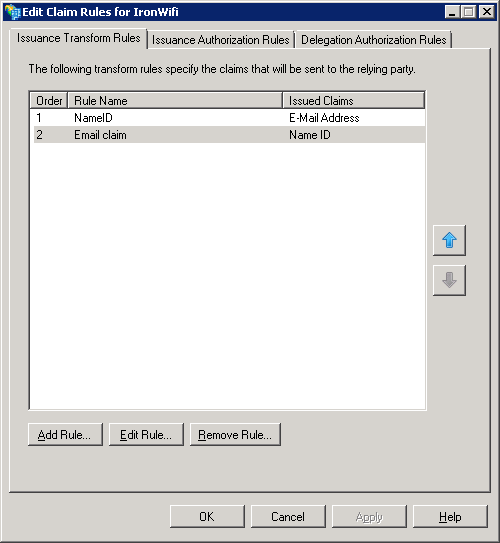 Edit Claim Rules for IronWifi
Issuance Transform Rules Issuance Authorization Rules Delegation Authorization Rules
The following transform rules specify the claims that will be sent to the relying party.
Order Rule Name Issued Claims
1 NameID E-Mail Address
2 Email claim Name ID
Add Rule... Edit Rule... Remove Rule...
OK Cancel Apply Help